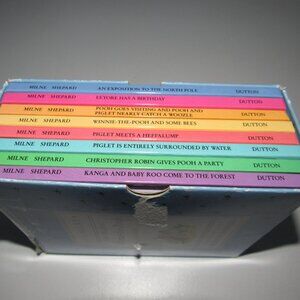 MILNE SHEPARD AN EXPOSITION TO THE NORTH POLE DUTTON
MILNE SHEPARD EEYORE HAS A BIRTHDAY DUTTON
MILNE SHEPARD POOH GOES VISITING AND POOH AND
PIGLET NEARLY CATCH A WOOZLE DUTTON
MILNE SHEPARD WINNIE-THE-POOH AND SOME BEES DUTTON
MILNE SHEPARD PIGLET MEETS A HEFFALUMP DUTTON
MILNE SHEPARD PIGLET IS ENTIRELY SURROUNDED BY WATER DUTTON
MILNE SHEPARD CHRISTOPHER ROBIN GIVES POOH A PARTY DUTTON
MILNE SHEPARD KANGA AND BABY ROO COME TO THE FOREST DUTTON